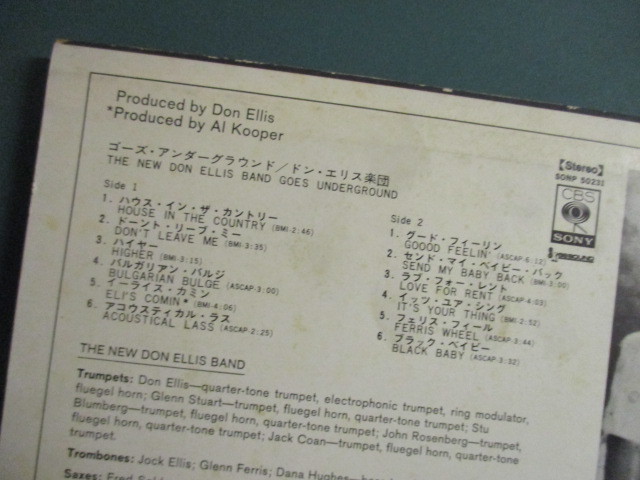 Produced by Don Ellis
*Produced by Al Kooper
ゴーズ・アンダーグラウンド／ドン・エリス楽団
THE NEW DON ELLIS BAND GOES UNDERGROUND
【Stereo】
SONP 50235
CBS
SONY
Side 1
1. ハウス・イン・ザ・カントリー
HOUSE IN THE COUNTRY (BMI-2:46)
2. ドーント・リーブ・ミー
DON'T LEAVE ME (BMI-3:35)
3. ハイヤー
HIGHER (BMI-3:15)
4. バルガリアン・バルジ
BULGARIAN BULGE (ASCAP-3:00)
5. イーライス・カミン
ELI'S COMIN'* (BMI-4:06)
6. アコウスティカル・ラス
ACOUSTICAL LASS (ASCAP-2:25)
Side 2
1. グード・フィーリン
GOOOD FEELIN' (ASCAP-6:12)
2. センド・マイ・ベイビー・バック
SEND MY BABY BACK (BMI-3:00)
3. ラブ・フォー・レント
LOVE FOR RENT (ASCAP-4:03)
4. イッツ・ユア・シング
IT'S YOUR THING (BMI-2:52)
5. フェリス・フィール
FERRIS WHEEL (ASCAP-3:44)
6. ブラック・ベイビー
BLACK BABY (ASCAP-3:32)
THE NEW DON ELLIS BAND
Trumpets: Don Ellis—quarter-tone trumpet, electrophonic trumpet, ring modulator,
fluegel horn; Glenn Stuart—trumpet, fluegel horn, quarter-tone trumpet; Stu
Blumberg—trumpet, fluegel horn, quarter-tone trumpet; John Rosenberg—trumpet,
fluegel horn, quarter-tone trumpet; Jack Coan—trumpet, fluegel horn, quarter-tone
trumpet.
Trombones: Jock Ellis; Glenn Ferris; Dana Hughes—
Saxes: Fred